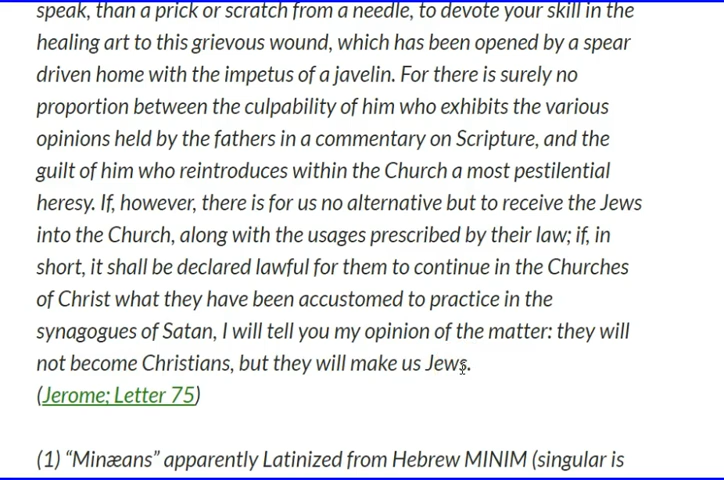 speak, than a prick or scratch from a needle, to devote your skill in the
healing art to this grievous wound, which has been opened by a spear
driven home with the impetus of a javelin. For there is surely no
proportion between the culpability of him who exhibits the various
opinions held by the fathers in a commentary on Scripture, and the
guilt of him who reintroduces within the Church a most pestilential
heresy. If, however, there is for us no alternative but to receive the Jews
into the Church, along with the usages prescribed by their law; if, in
short, it shall be declared lawful for them to continue in the Churches
of Christ what they have been accustomed to practice in the
synagogues of Satan, I will tell you my opinion of the matter: they will
not become Christians, but they will make us Jews.
(Jerome; Letter 75)
(1) “Minæans” apparently Latinized from Hebrew MINIM (singular is